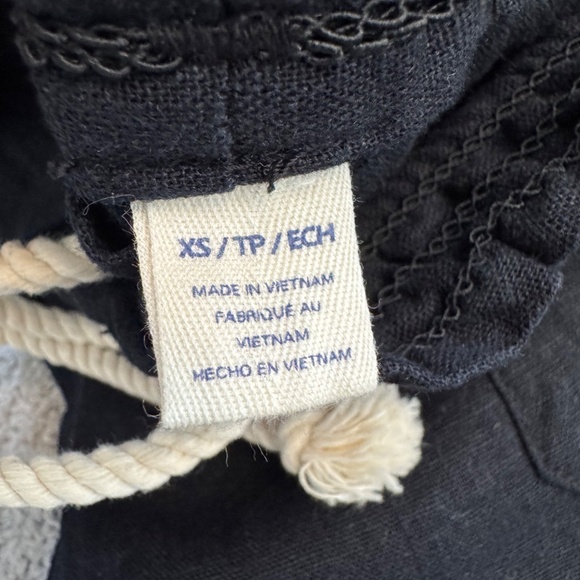 XS / TP / ECH
MADE IN VIETNAM
FABRIQUÉ AU
VIETNAM
HECHO EN VIETNAM